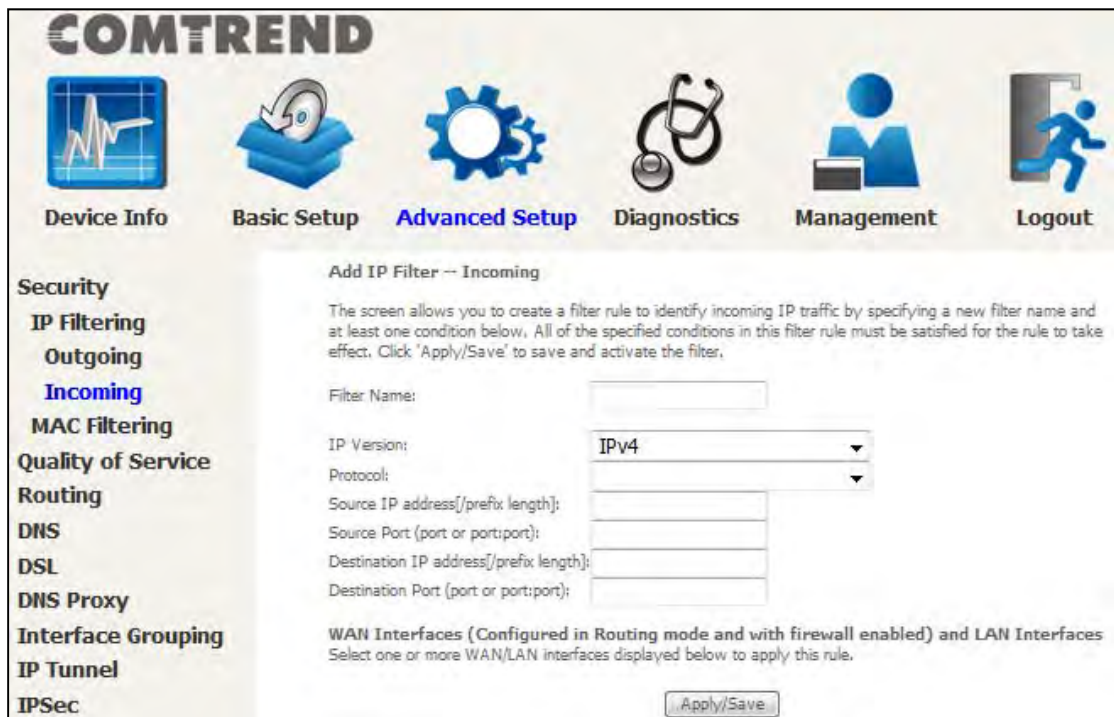 COMTREND
Device Info
Basic Setup
Advanced Setup
Diagnostics
Management
Logout
Security
IP Filtering
Outgoing
Incoming
MAC Filtering
Quality of Service
Routing
DNS
DSL
DNS Proxy
Interface Grouping
IP Tunnel
IPSec
Add IP Filter -- Incoming
The screen allows you to create a filter rule to identify incoming IP traffic by specifying a new filter name and
at least one condition below. All of the specified conditions in this filter rule must be satisfied for the rule to take
effect. Click 'Apply/Save' to save and activate the filter.
Filter Name:
IP Version: IPv4
Protocol:
Source IP address[/prefix length]:
Source Port (port or port:port):
Destination IP address[/prefix length]:
Destination Port (port or port:port):
WAN Interfaces (Configured in Routing mode and with firewall enabled) and LAN Interfaces
Select one or more WAN/LAN interfaces displayed below to apply this rule.
Apply/Save